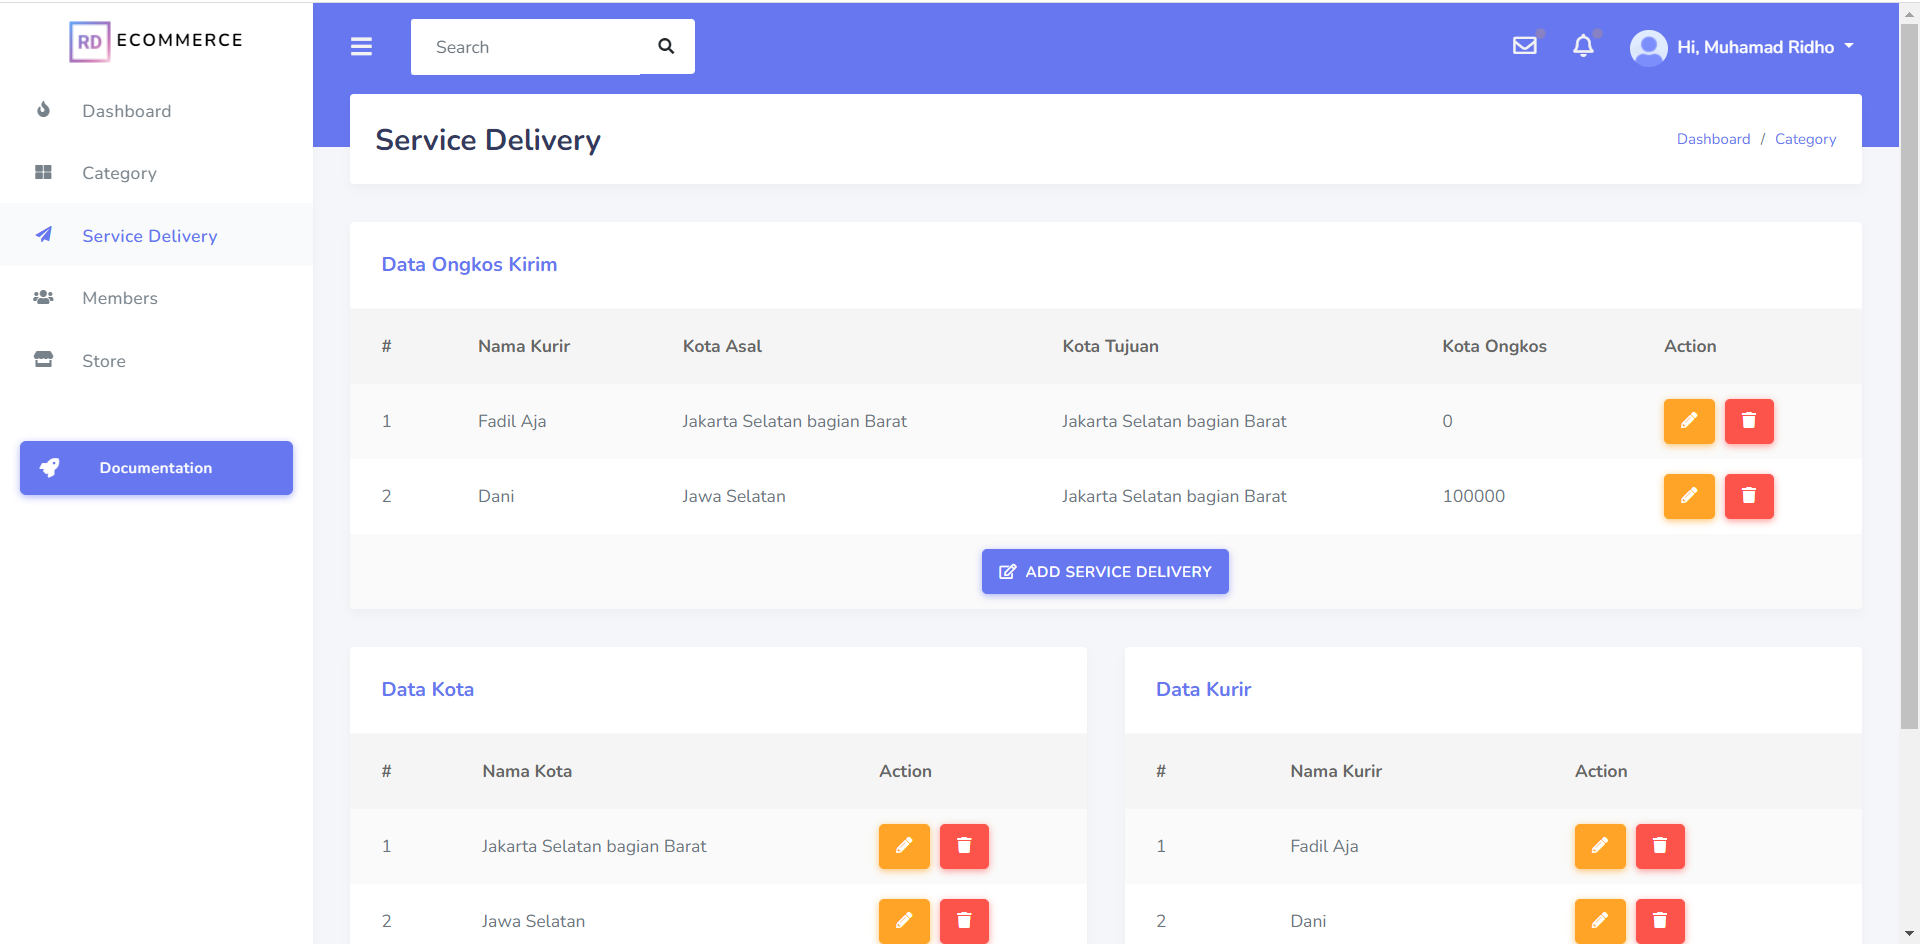 RD ECOMMERCE
Search
Hi, Muhamad Ridho
Dashboard
Category
Service Delivery
Members
Store
Documentation
Service Delivery
Dashboard / Category
Data Ongkos Kirim
# Nama Kurir Kota Asal Kota Tujuan Kota Ongkos Action
1 Fadil Aja Jakarta Selatan bagian Barat Jakarta Selatan bagian Barat 0
2 Dani Jawa Selatan Jakarta Selatan bagian Barat 100000
ADD SERVICE DELIVERY
Data Kota
# Nama Kota Action
1 Jakarta Selatan bagian Barat
2 Jawa Selatan
Data Kurir
# Nama Kurir Action
1 Fadil Aja
2 Dani